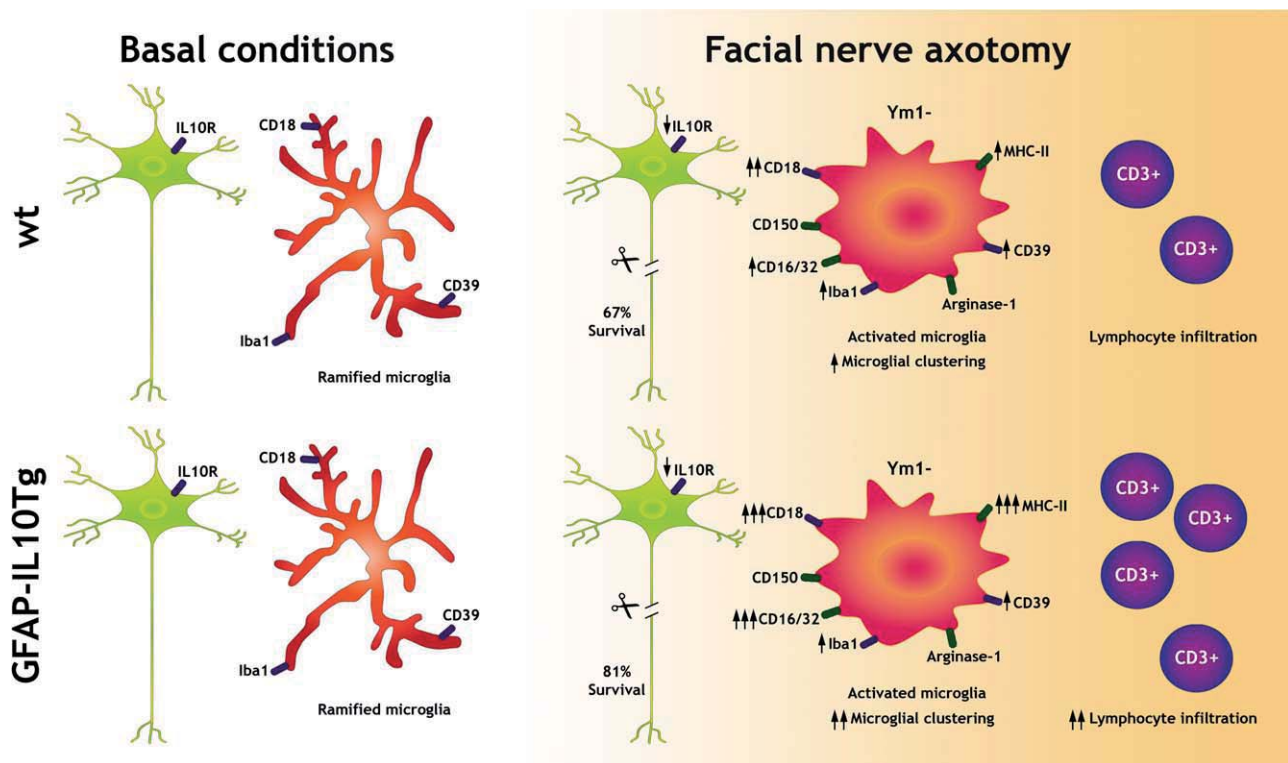 Basal conditions
Facial nerve axotomy
wt
IL10R
CD18
CD39
Iba1
Ramified microglia
IL10R
67%
Survival
Ym1-
CD18
MHC-II
CD150
CD16/32
CD39
Iba1
Arginase-1
Activated microglia
Microglial clustering
CD3+
CD3+
Lymphocyte infiltration
GFAP-IL10Tg
IL10R
CD18
CD39
Iba1
Ramified microglia
IL10R
81%
Survival
Ym1-
CD18
MHC-II
CD150
CD16/32
CD39
Iba1
Arginase-1
Activated microglia
Microglial clustering
CD3+
CD3+
CD3+
CD3+
Lymphocyte infiltration